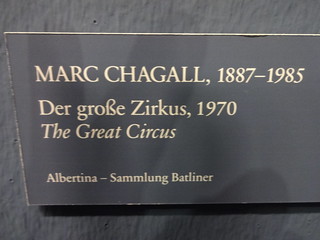 MARC CHAGALL, 1887–1985
Der große Zirkus, 1970
The Great Circus
Albertina – Sammlung Batliner